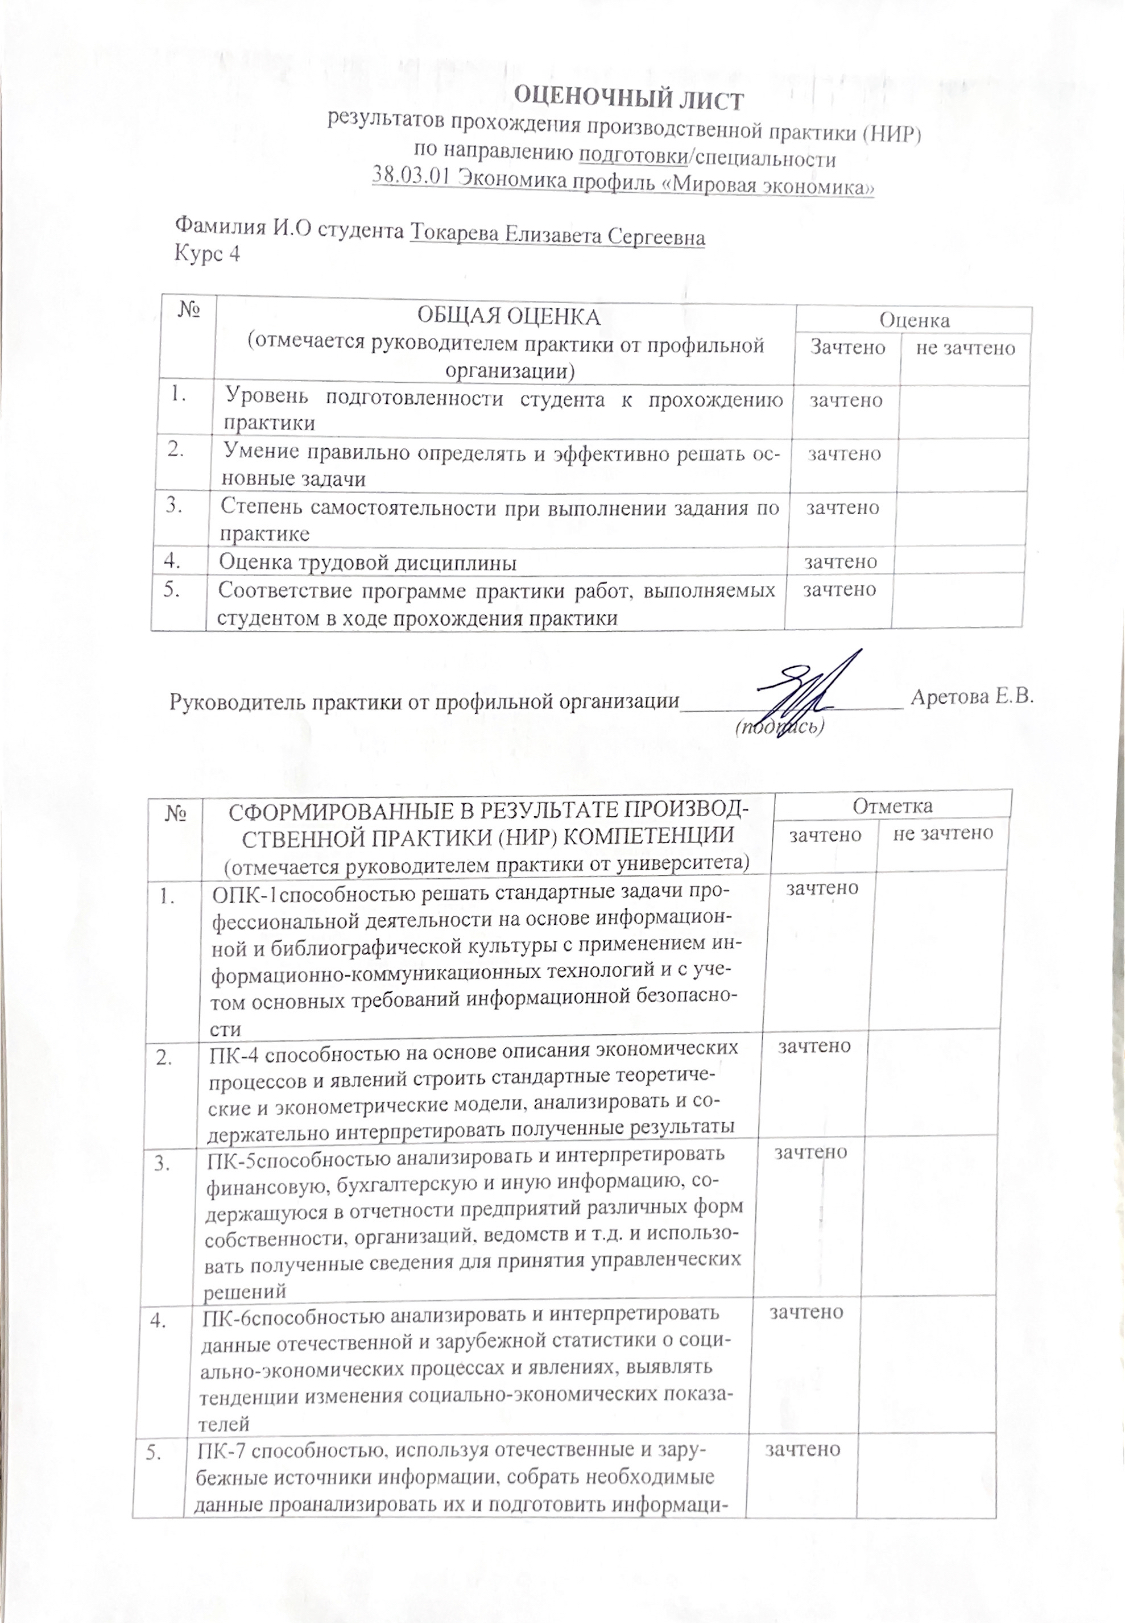 ОЦЕНОЧНЫЙ ЛИСТ
результатов прохождения производственной практики (НИР)
по направлению подготовки/специальности
38.03.01 Экономика профиль «Мировая экономика»
Фамилия И.О студента Токарева Елизавета Сергеевна
Курс 4
№
ОБЩАЯ ОЦЕНКА
(отмечается руководителем практики от профильной
организации)
Оценка
Зачтено
не зачтено
1.
Уровень подготовленности студента к прохождению
практики
зачтено
2.
Умение правильно определять и эффективно решать ос-
новные задачи
зачтено
3.
Степень самостоятельности при выполнении задания по
практике
зачтено
4.
Оценка трудовой дисциплины
зачтено
5.
Соответствие программе практики работ, выполняемых
студентом в ходе прохождения практики
зачтено
Руководитель практики от профильной организации____________________ Аретова Е.В.
(подпись)
№
СФОРМИРОВАННЫЕ В РЕЗУЛЬТАТЕ ПРОИЗВОД-
СТВЕННОЙ ПРАКТИКИ (НИР) КОМПЕТЕНЦИИ
(отмечается руководителем практики от университета)
Отметка
зачтено
не зачтено
1.
ОПК-1способностью решать стандартные задачи про-
фессиональной деятельности на основе информацион-
ной и библиографической культуры с применением ин-
формационно-коммуникационных технологий и с уче-
том основных требований информационной безопасно-
сти
зачтено
2.
ПК-4 способностью на основе описания экономических
процессов и явлений строить стандартные теоретиче-
ские и эконометрические модели, анализировать и со-
держательно интерпретировать полученные результаты
зачтено
3.
ПК-5способностью анализировать и интерпретировать
финансовую, бухгалтерскую и иную информацию, со-
держащуюся в отчетности предприятий различных форм
собственности, организаций, ведомств и т.д. и использо-
вать полученные сведения для принятия управленческих
решений
зачтено
4.
ПК-6способностью анализировать и интерпретировать
данные отечественной и зарубежной статистики о соци-
ально-экономических процессах и явлениях, выявлять
тенденции изменения социально-экономических показа-
телей
зачтено
5.
ПК-7 способностью, используя отечественные и зару-
бежные источники информации, собрать необходимые
данные проанализировать их и подготовить информаци-
зачтено